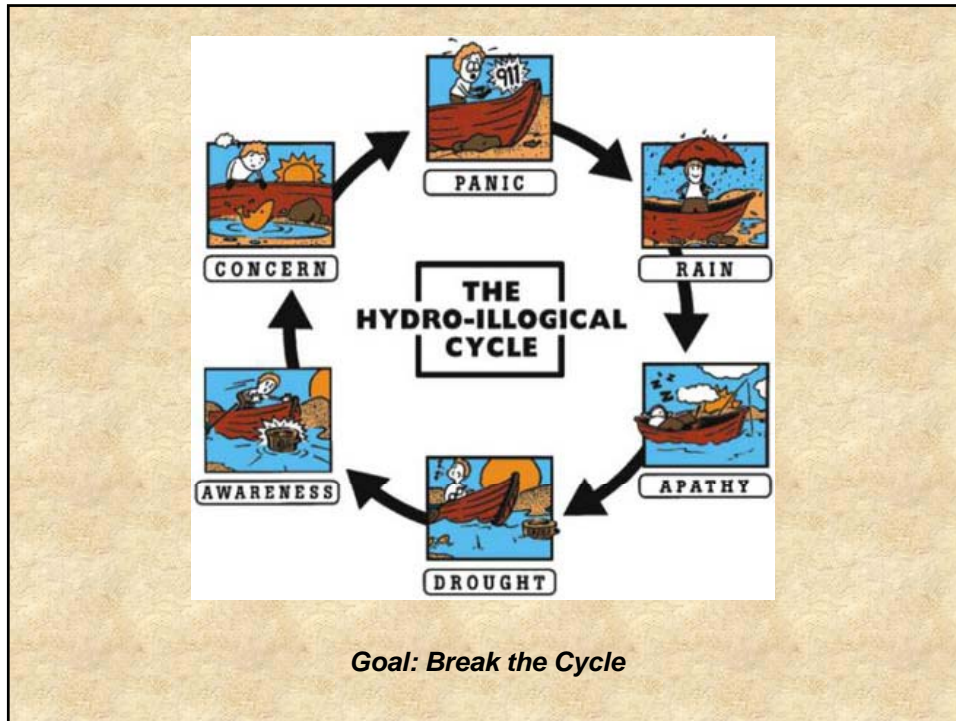 911
PANIC
RAIN
CONCERN
THE
HYDRO-ILLOGICAL
CYCLE
Z Z
Z Z
APATHY
AWARENESS
DROUGHT
Goal: Break the Cycle